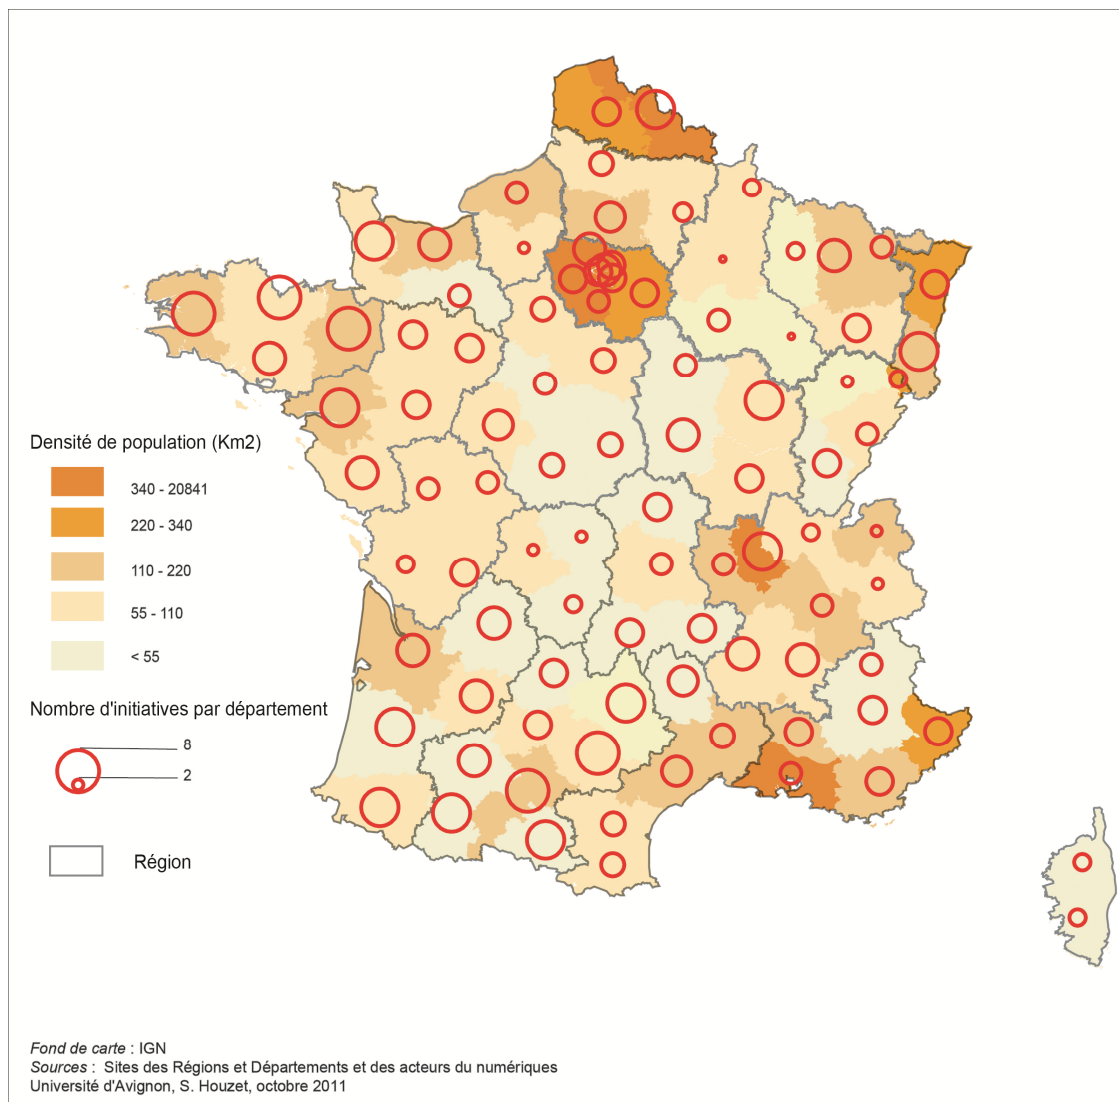 Densité de population (Km2)
340 - 20841
220 - 340
110 - 220
55 - 110
< 55
Nombre d'initiatives par département
8
2
Région
Fond de carte : IGN
Sources : Sites des Régions et Départements et des acteurs du numériques
Université d'Avignon, S. Houzet, octobre 2011